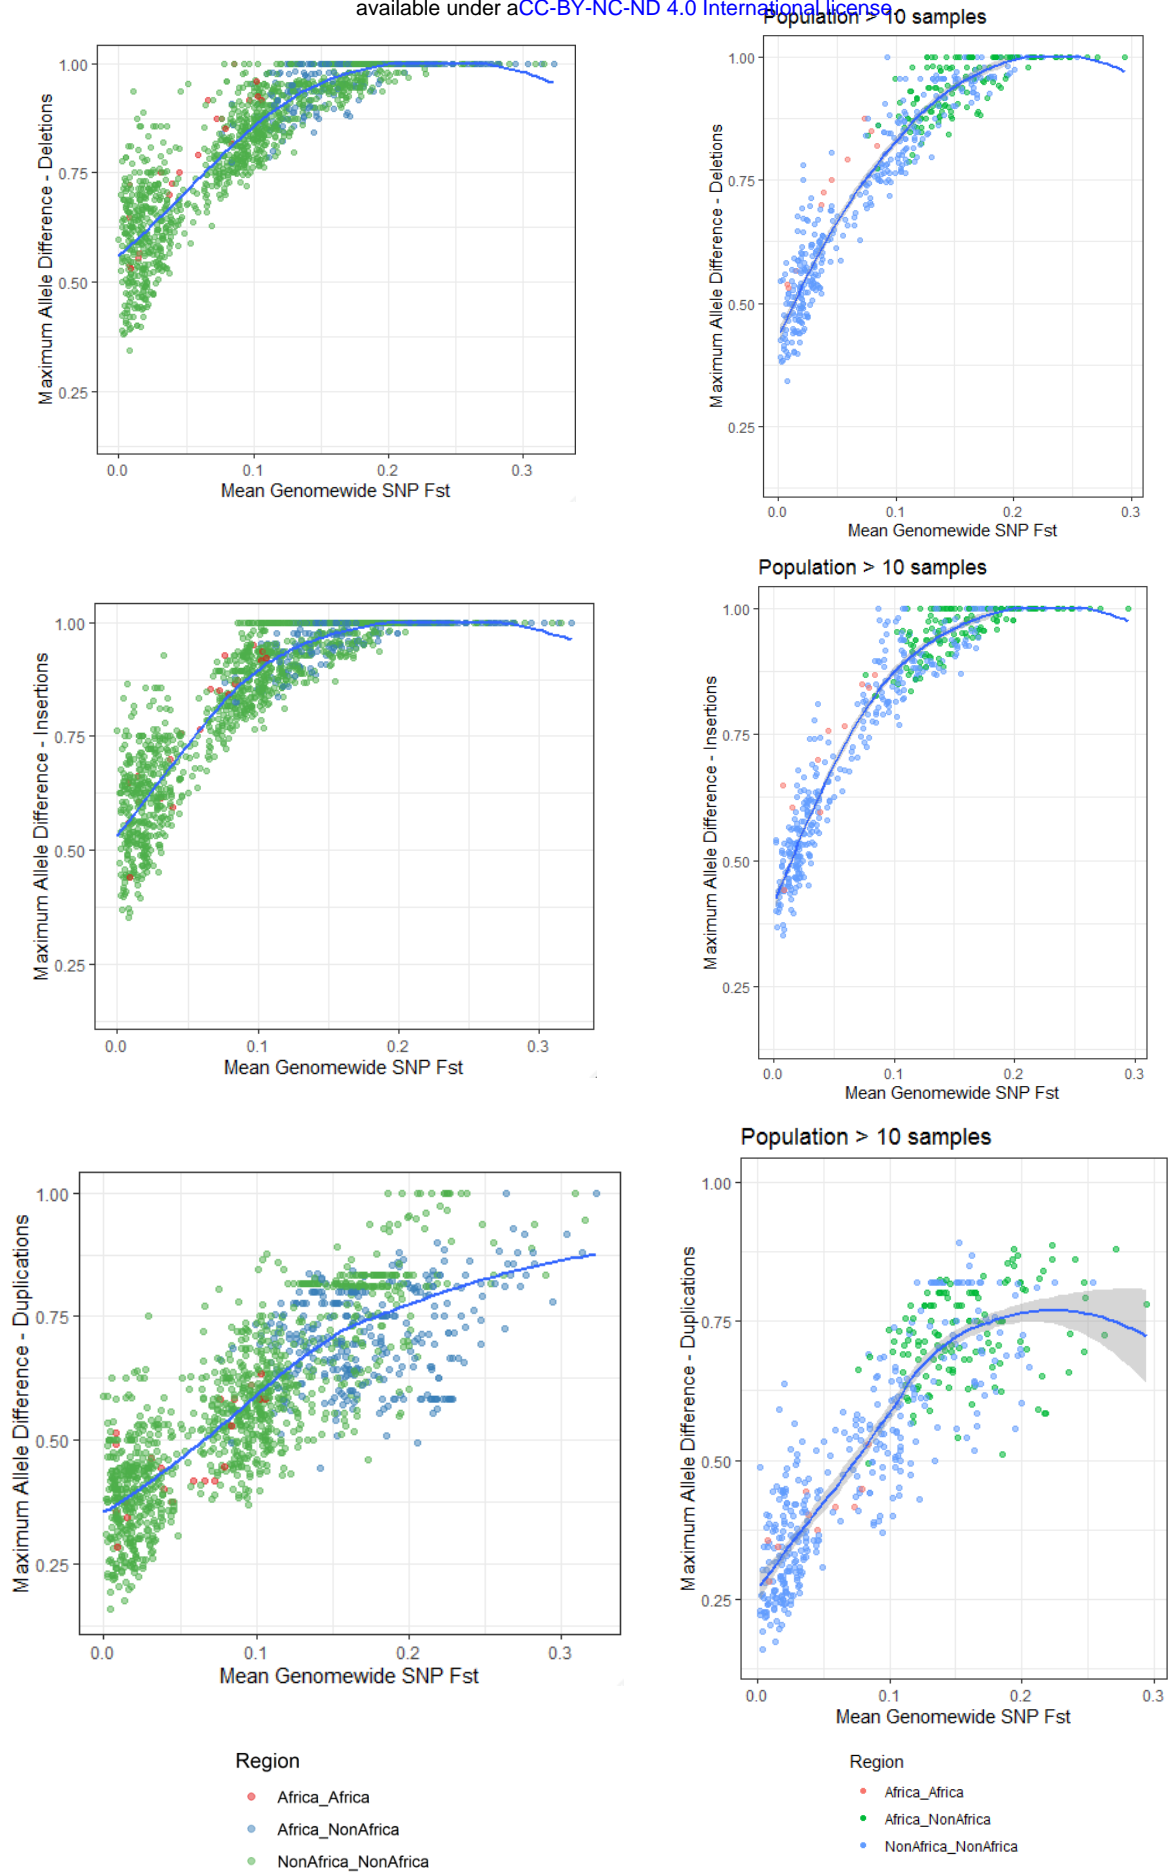 available under aCC-BY-NC-ND 4.0 International license.
Population > 10 samples
Maximum Allele Difference - Deletions
1.00
0.75
0.50
0.25
0.0 0.1 0.2 0.3
Mean Genomewide SNP Fst
Maximum Allele Difference - Deletions
1.00
0.75
0.50
0.25
0.0 0.1 0.2 0.3
Mean Genomewide SNP Fst
Maximum Allele Difference - Insertions
1.00
0.75
0.50
0.25
0.0 0.1 0.2 0.3
Mean Genomewide SNP Fst
Population > 10 samples
Maximum Allele Difference - Insertions
1.00
0.75
0.50
0.25
0.0 0.1 0.2 0.3
Mean Genomewide SNP Fst
Maximum Allele Difference - Duplications
1.00
0.75
0.50
0.25
0.0 0.1 0.2 0.3
Mean Genomewide SNP Fst
Population > 10 samples
Maximum Allele Difference - Duplications
1.00
0.75
0.50
0.25
0.0 0.1 0.2 0.3
Mean Genomewide SNP Fst
Region
Africa_Africa
Africa_NonAfrica
NonAfrica_NonAfrica
Region
Africa_Africa
Africa_NonAfrica
NonAfrica_NonAfrica